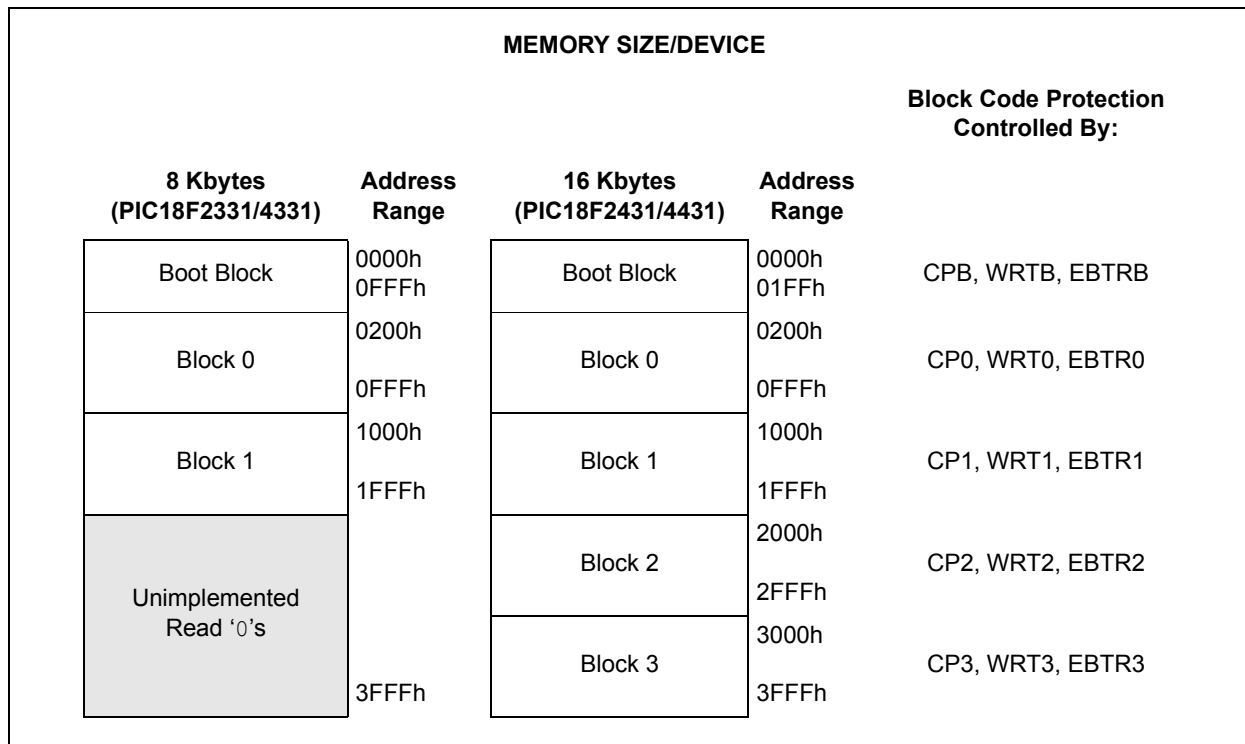 MEMORY SIZE/DEVICE
Block Code Protection
Controlled By:
8 Kbytes
(PIC18F2331/4331)
Address
Range
16 Kbytes
(PIC18F2431/4431)
Address
Range
Boot Block
0000h
0FFFh
Boot Block
0000h
01FFh
CPB, WRTB, EBTRB
Block 0
0200h
0FFFh
Block 0
0200h
0FFFh
CP0, WRT0, EBTR0
Block 1
1000h
1FFFh
Block 1
1000h
1FFFh
CP1, WRT1, EBTR1
Unimplemented
Read ‘0’s
3FFFh
Block 2
2000h
2FFFh
CP2, WRT2, EBTR2
Block 3
3000h
3FFFh
CP3, WRT3, EBTR3